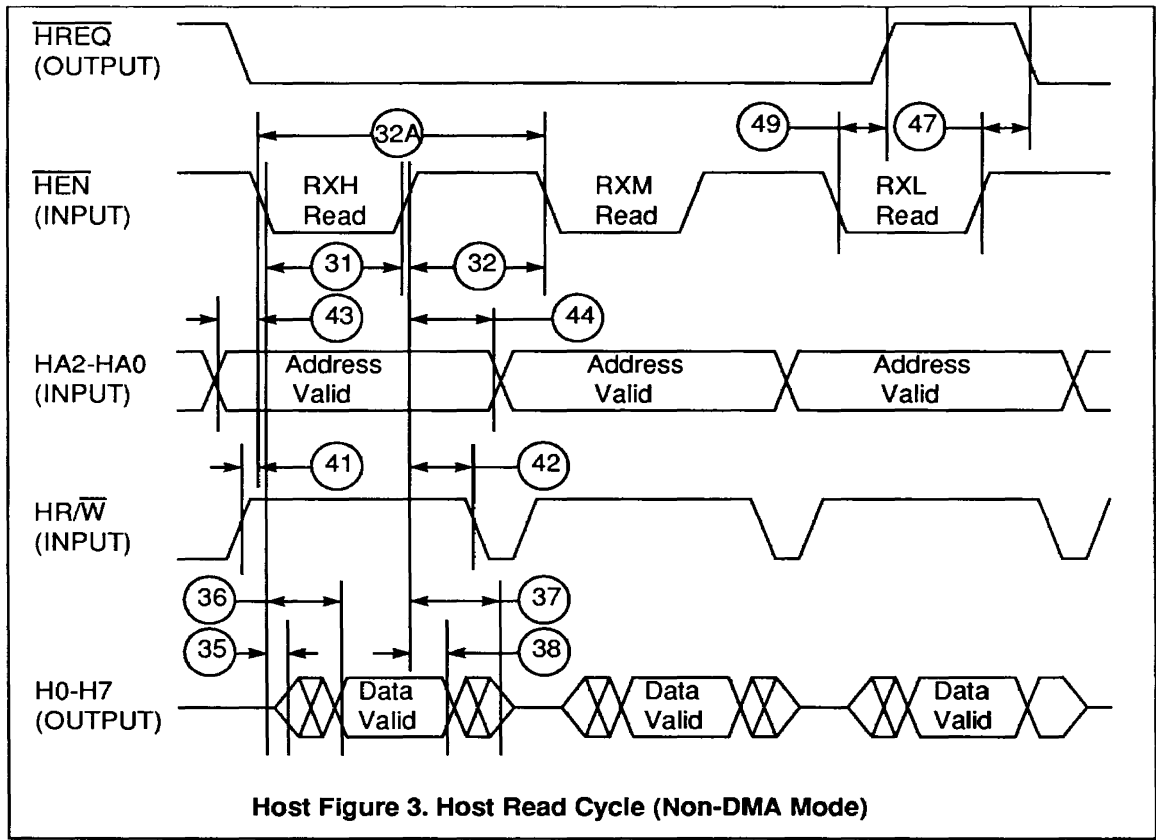 HREQ
(OUTPUT)
32A
49
47
HEN
(INPUT)
RXH
Read
RXM
Read
RXL
Read
31
32
43
44
HA2-HA0
(INPUT)
Address
Valid
Address
Valid
Address
Valid
41
42
HR/W
(INPUT)
36
37
35
38
H0-H7
(OUTPUT)
Data
Valid
Data
Valid
Data
Valid
Host Figure 3. Host Read Cycle (Non-DMA Mode)